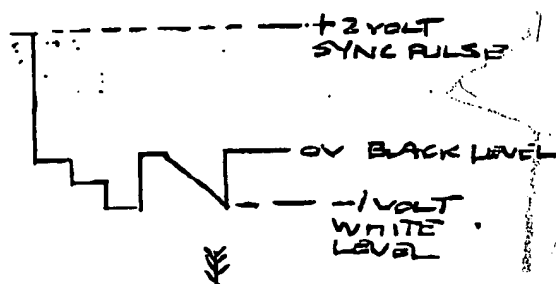 +2 VOLT
SYNC PULSE
0V BLACK LEVEL
-1 VOLT
WHITE
LEVEL